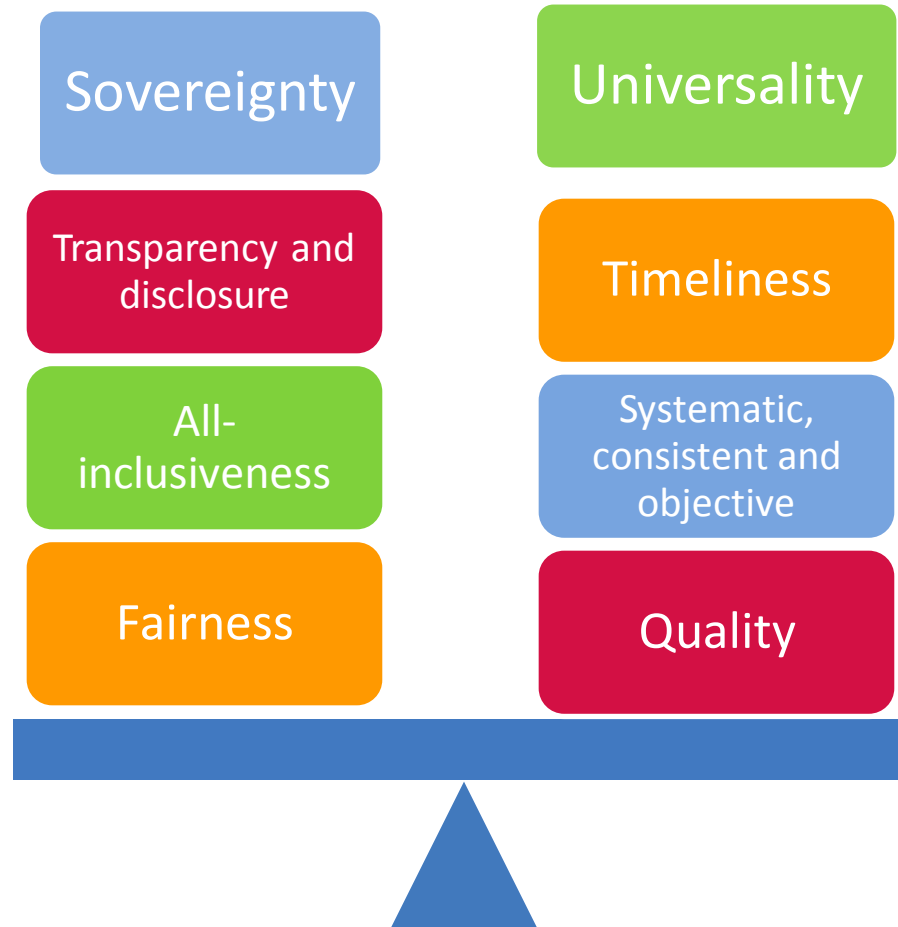 Sovereignty
Transparency and
disclosure
All-
inclusiveness
Fairness
Universality
Timeliness
Systematic,
consistent and
objective
Quality